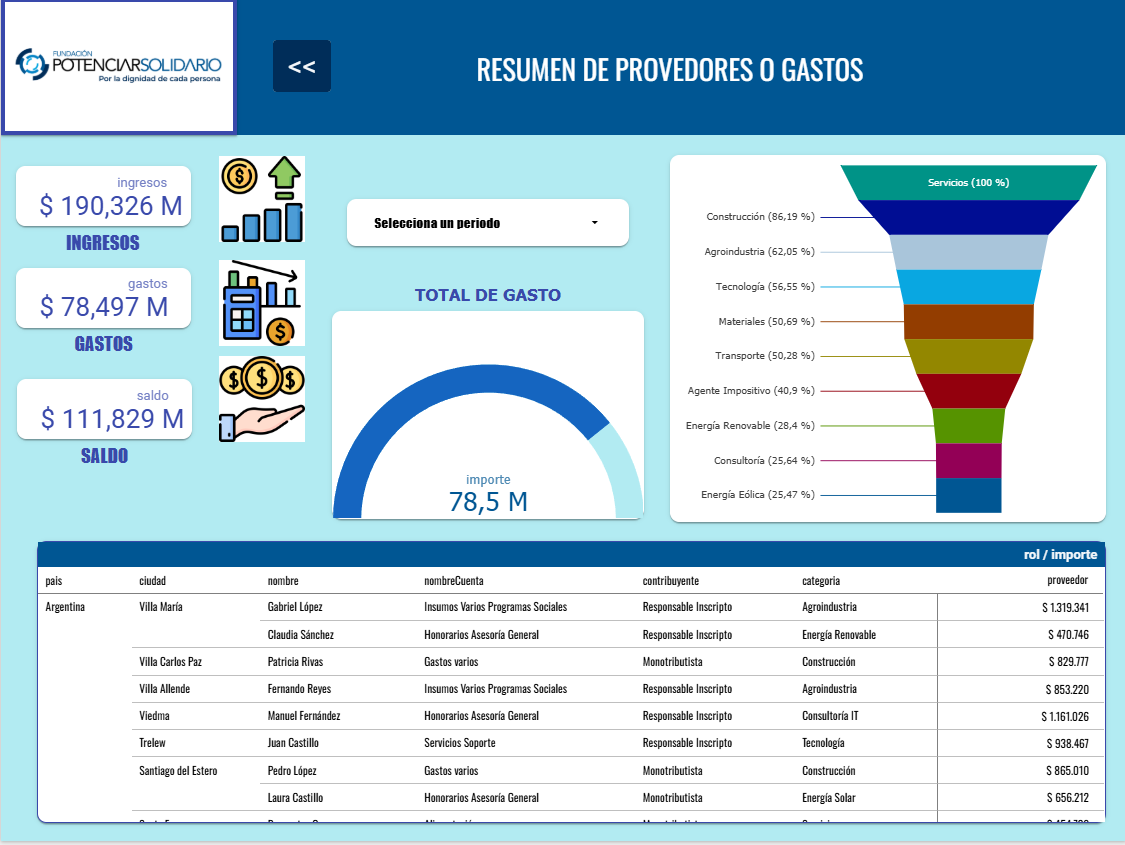 FUNDACIÓN
POTENCIARSOLIDARIO
Por la dignidad de cada persona
<<
RESUMEN DE PROVEDORES O GASTOS
ingresos
$ 190,326 M
INGRESOS
gastos
$ 78,497 M
GASTOS
saldo
$ 111,829 M
SALDO
Selecciona un periodo
TOTAL DE GASTO
importe
78,5 M
Servicios (100 %)
Construcción (86,19 %)
Agroindustria (62,05 %)
Tecnología (56,55 %)
Materiales (50,69 %)
Transporte (50,28 %)
Agente Impositivo (40,9 %)
Energía Renovable (28,4 %)
Consultoría (25,64 %)
Energía Eólica (25,47 %)
rol / importe
pais ciudad nombre nombreCuenta contribuyente categoria proveedor
Argentina Villa María Gabriel López Insumos Varios Programas Sociales Responsable Inscripto Agroindustria $ 1.319.341
Claudia Sánchez Honorarios Asesoría General Responsable Inscripto Energía Renovable $ 470.746
Villa Carlos Paz Patricia Rivas Gastos varios Monotributista Construcción $ 829.777
Villa Allende Fernando Reyes Insumos Varios Programas Sociales Responsable Inscripto Agroindustria $ 853.220
Viedma Manuel Fernández Honorarios Asesoría General Responsable Inscripto Consultoría IT $ 1.161.026
Trelew Juan Castillo Servicios Soporte Responsable Inscripto Tecnología $ 938.467
Santiago del Estero Pedro López Gastos varios Monotributista Construcción $ 865.010
Laura Castillo Honorarios Asesoría General Monotributista Energía Solar $ 656.212